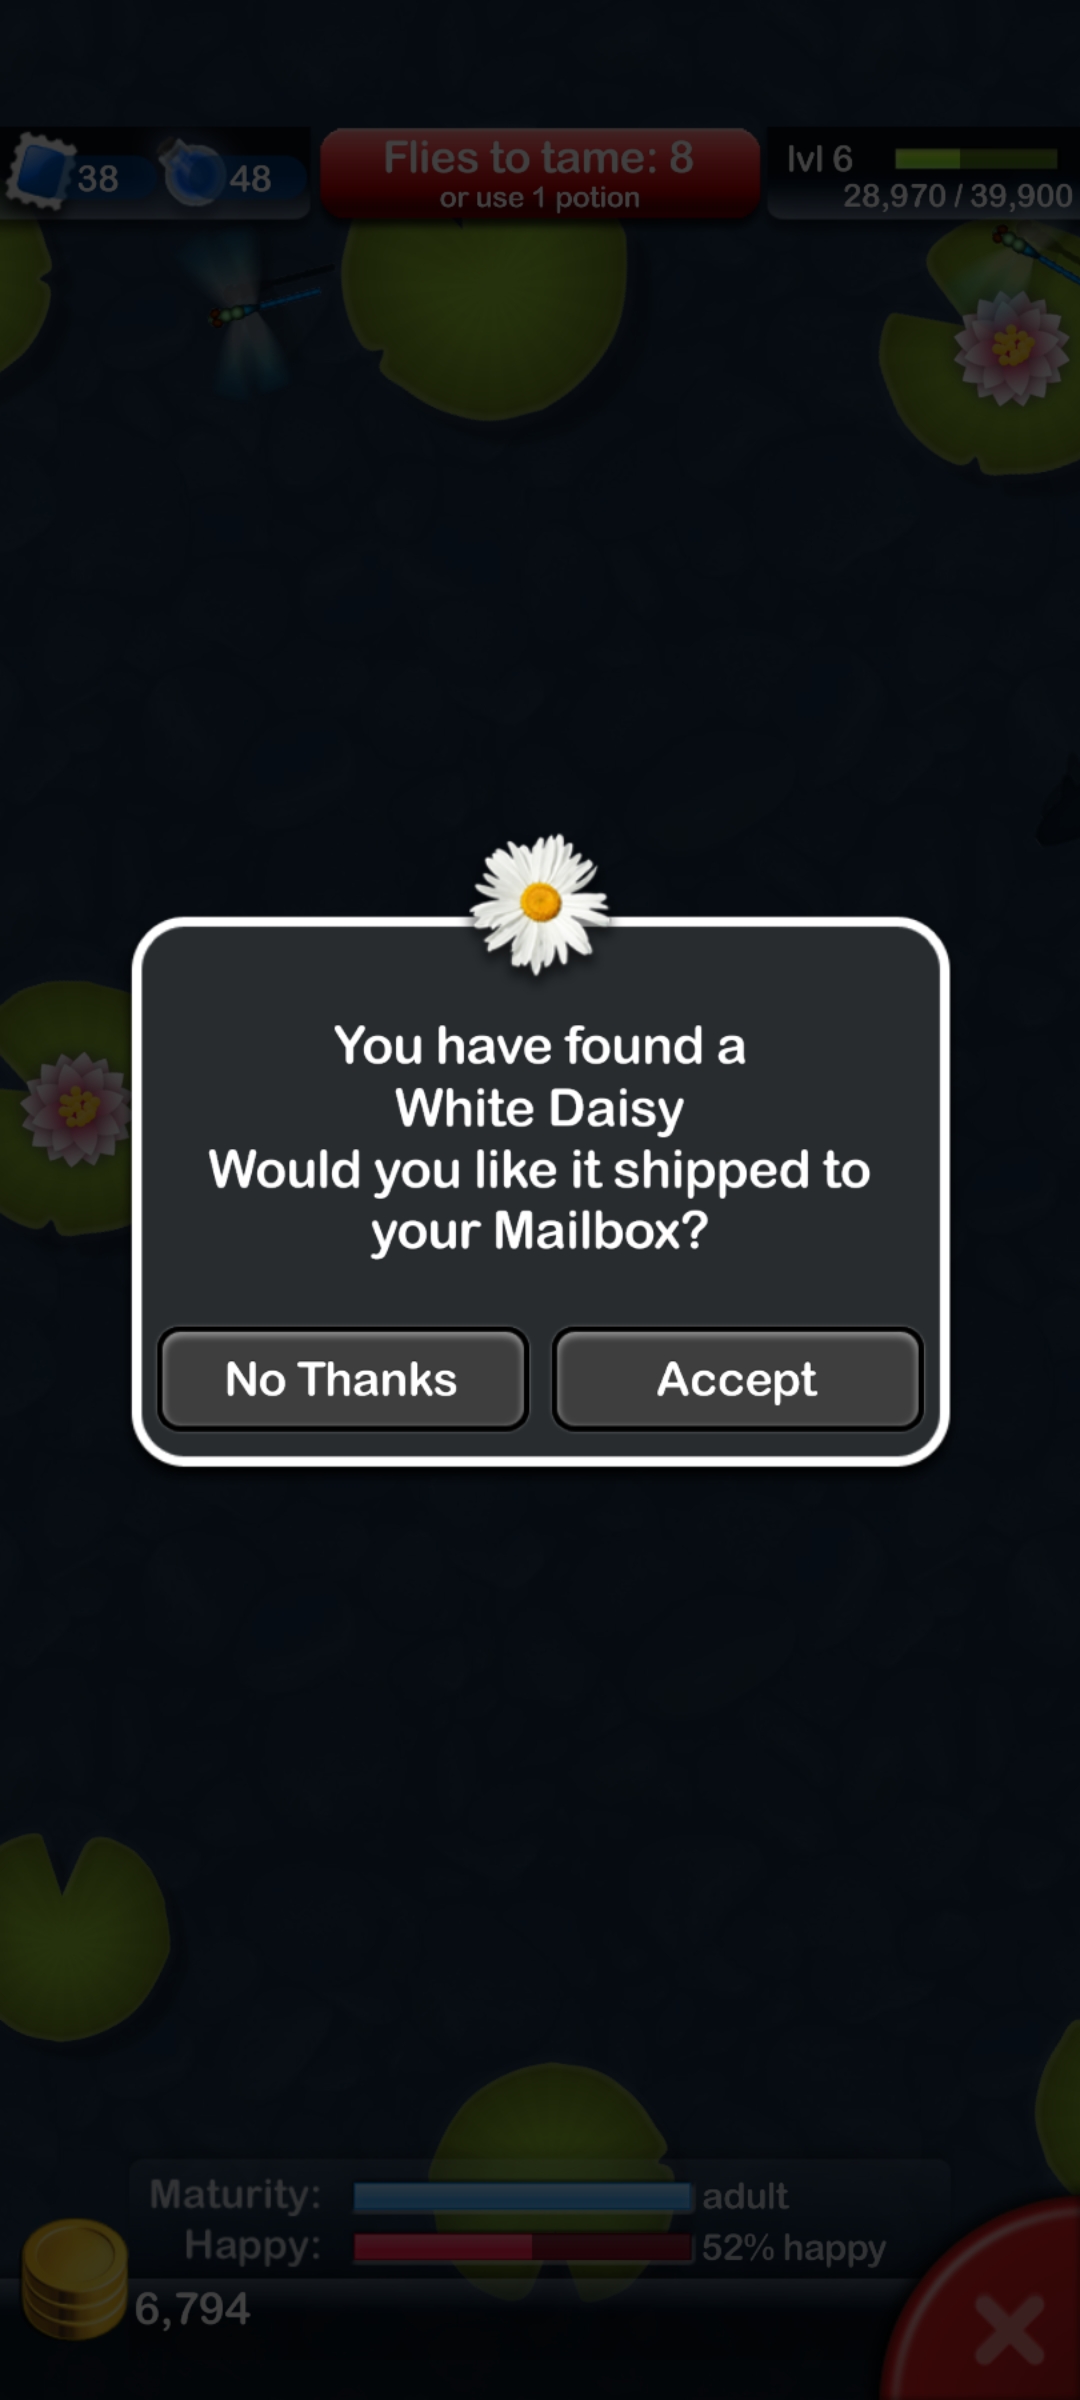 38
48
Flies to tame: 8
or use 1 potion
lvl 6
28,970 / 39,900
You have found a
White Daisy
Would you like it shipped to
your Mailbox?
No Thanks
Accept
Maturity:
adult
Happy:
52% happy
6,794